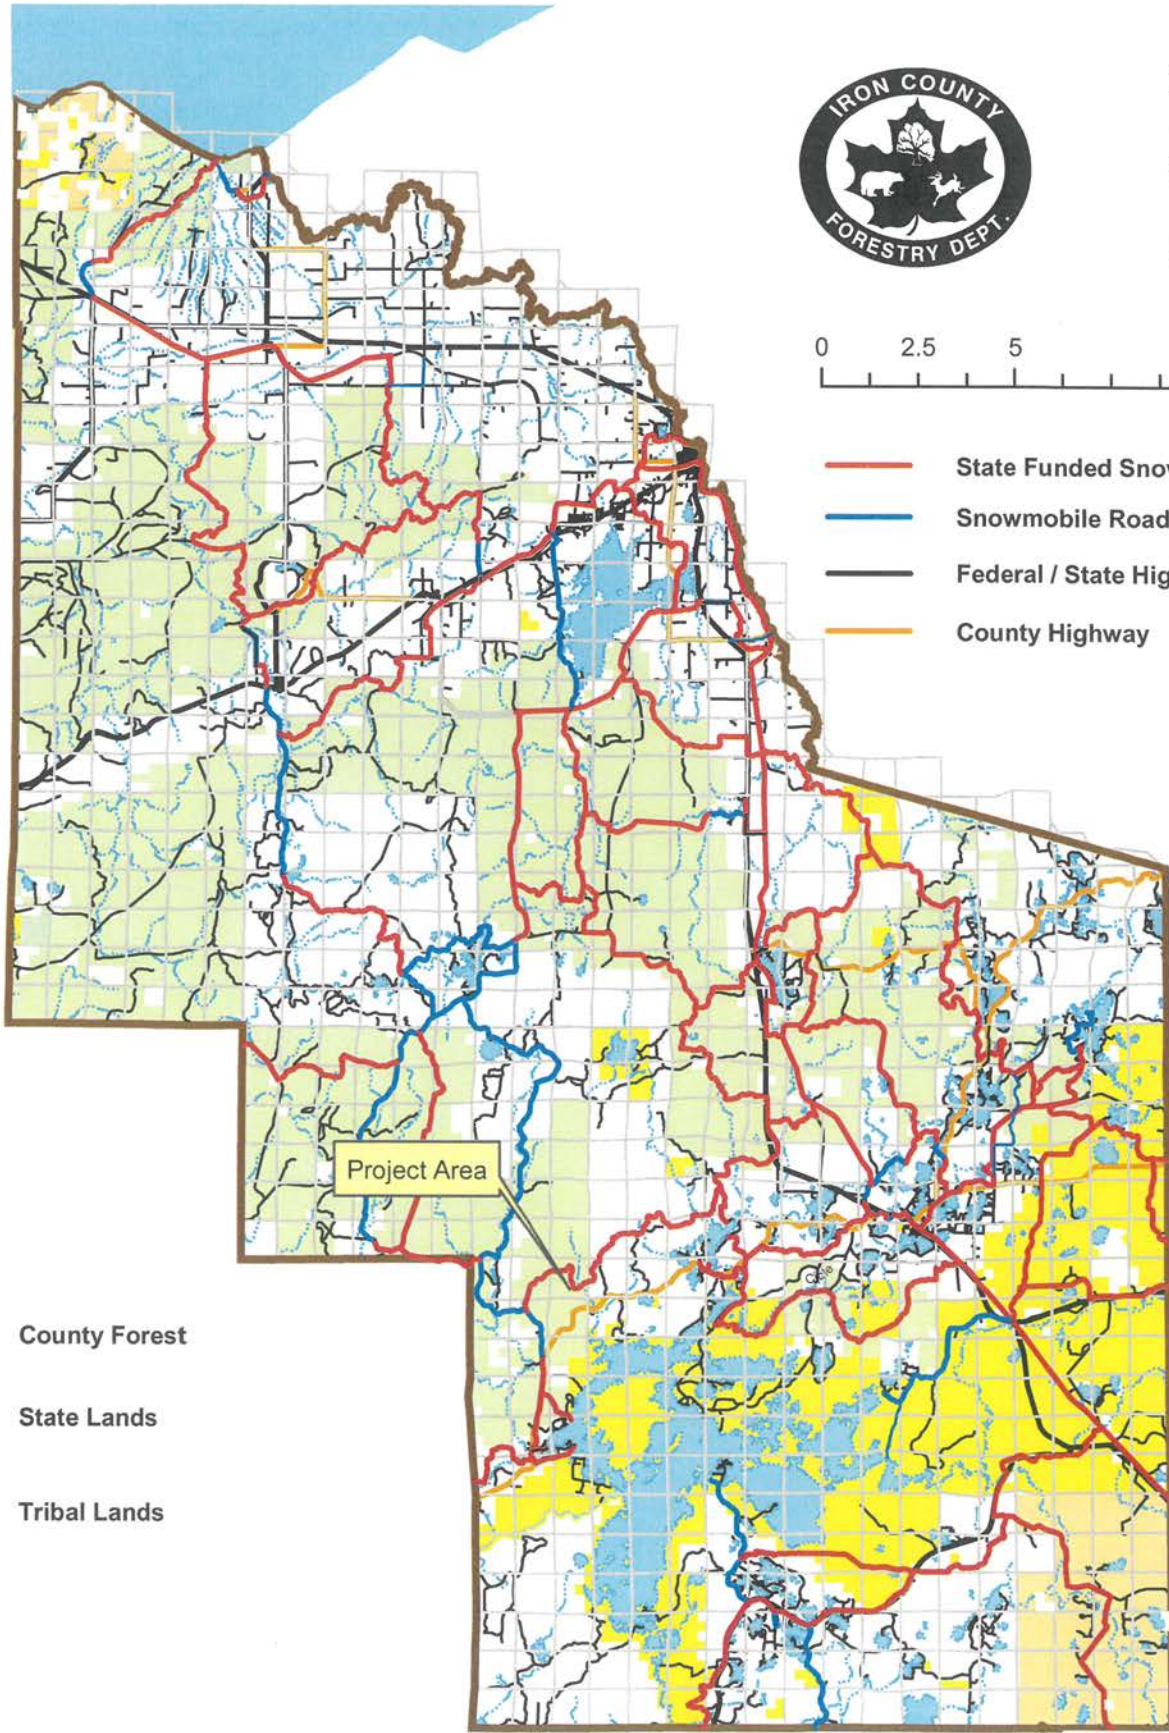 IRON COUNTY
FORESTRY DEPT.
0 2.5 5
State Funded Snow
Snowmobile Road
Federal / State Hig
County Highway
Project Area
County Forest
State Lands
Tribal Lands